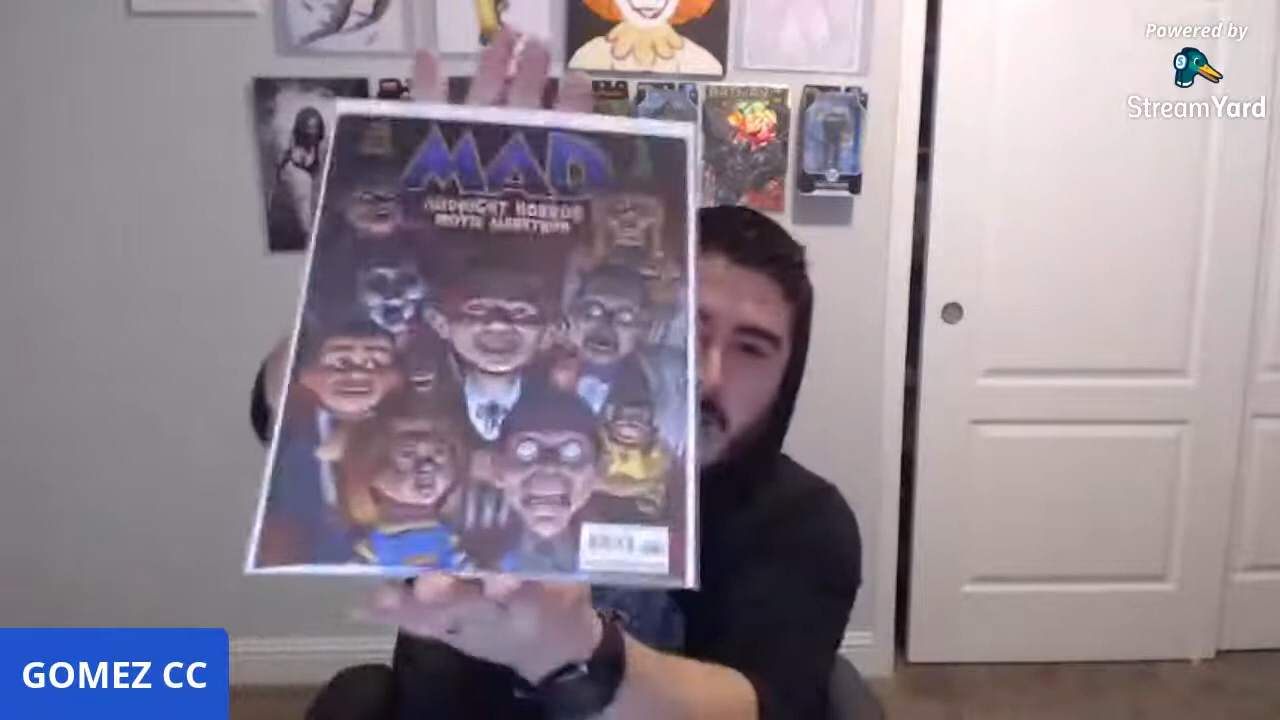 Powered by
StreamYard
MAD
MIDNIGHT HORROR
MOVIE MARATHON
GOMEZ CC